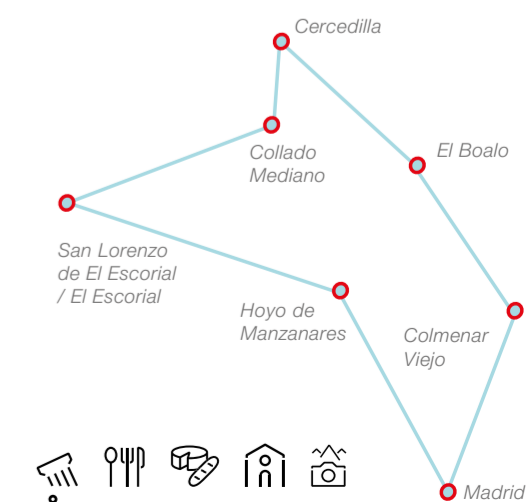 Cercedilla
Collado
Mediano
El Boalo
San Lorenzo
de El Escorial
/ El Escorial
Hoyo de
Manzanares
Colmenar
Viejo
Madrid